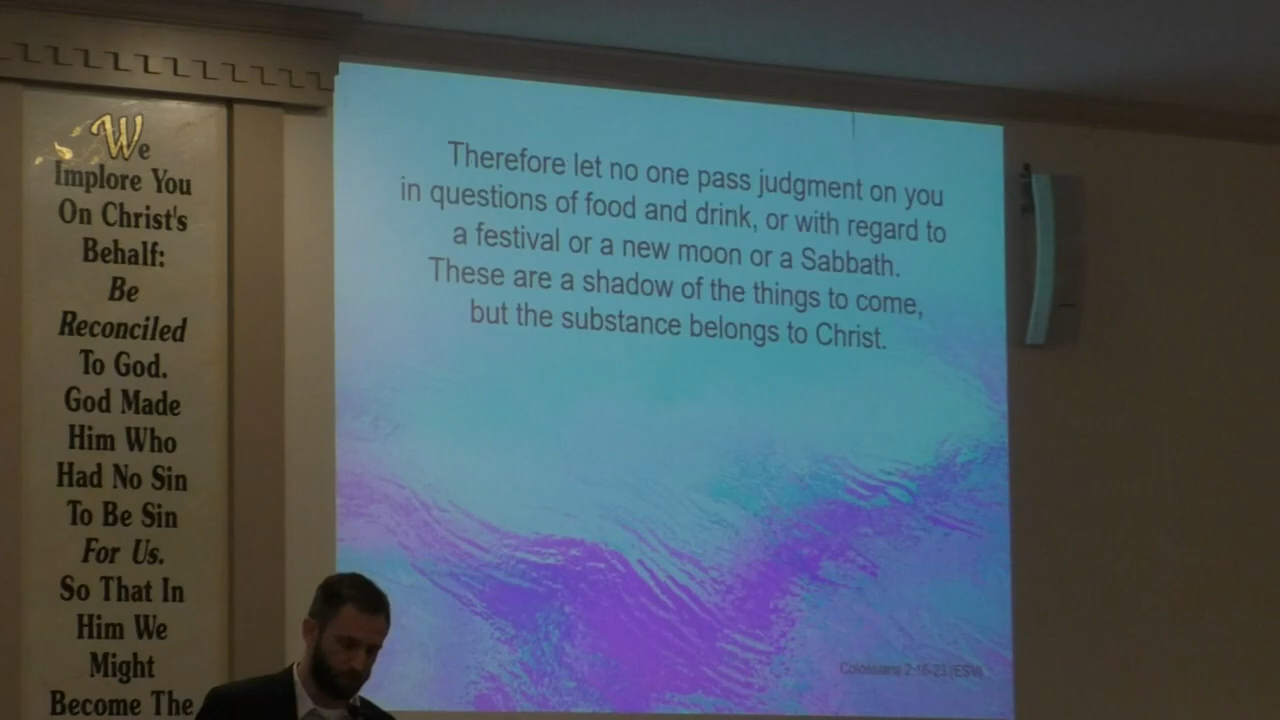 We
Implore You
On Christ's
Behalf:
Be
Reconciled
To God.
God Made
Him Who
Had No Sin
To Be Sin
For Us.
So That In
Him We
Might
Become The
Therefore let no one pass judgment on you
in questions of food and drink, or with regard to
a festival or a new moon or a Sabbath.
These are a shadow of the things to come,
but the substance belongs to Christ.
Colossians 2:16-23 (ESV)